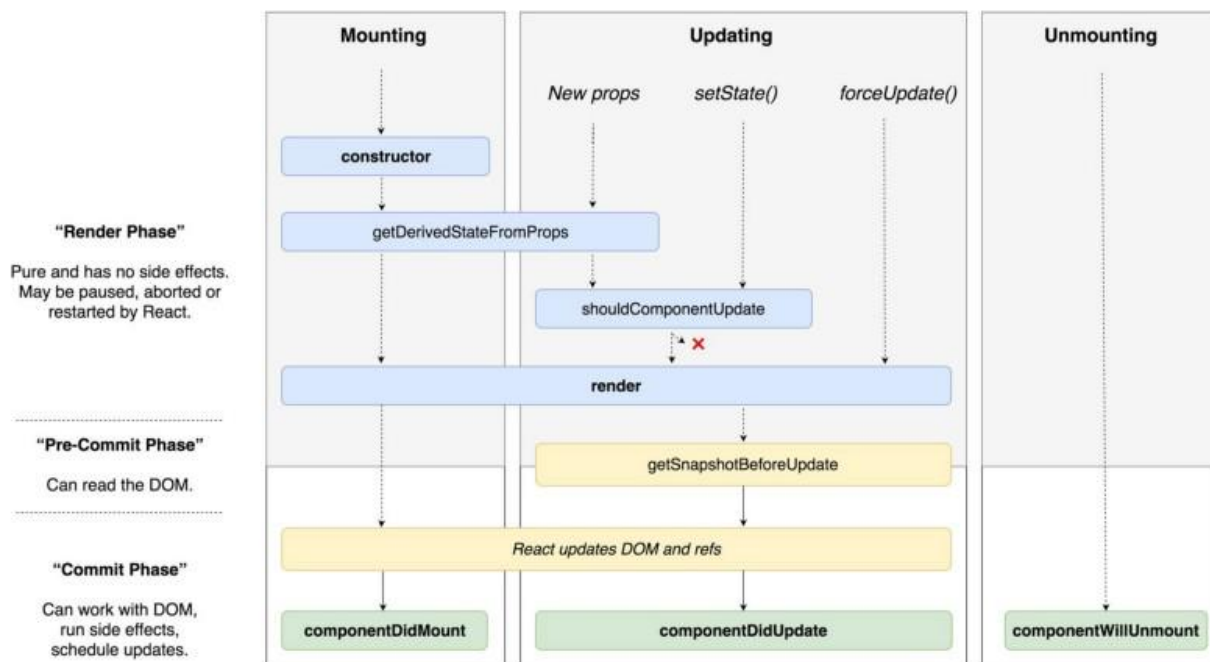 Mounting
Updating
Unmounting
New props
setState()
forceUpdate()
constructor
“Render Phase”
getDerivedStateFromProps
Pure and has no side effects.
May be paused, aborted or
restarted by React.
shouldComponentUpdate
render
“Pre-Commit Phase”
getSnapshotBeforeUpdate
Can read the DOM.
React updates DOM and refs
“Commit Phase”
Can work with DOM,
run side effects,
schedule updates.
componentDidMount
componentDidUpdate
componentWillUnmount